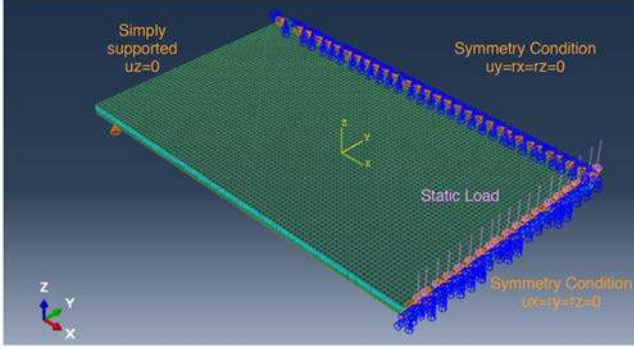 Simply
supported
uz=0
Symmetry Condition
uy=rx=rz=0
Z
Y
X
Static Load
Symmetry Condition
ux=ry=rz=0
Z
Y
X